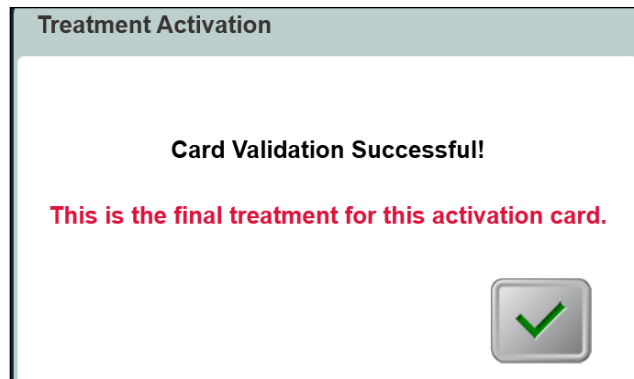 Treatment Activation
Card Validation Successful!
This is the final treatment for this activation card.